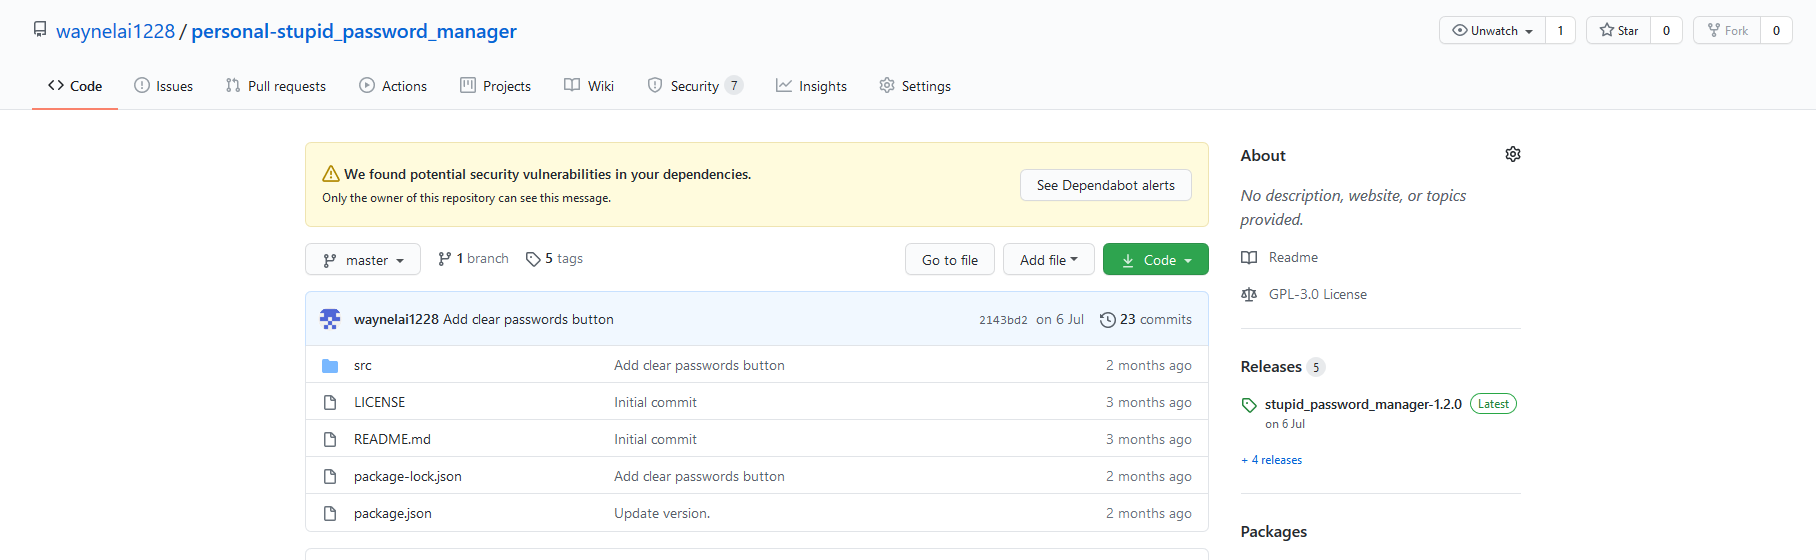 waynelai1228 / personal-stupid_password_manager
Unwatch 1 Star 0 Fork 0
Code Issues Pull requests Actions Projects Wiki Security 7 Insights Settings
We found potential security vulnerabilities in your dependencies.
Only the owner of this repository can see this message.
See Dependabot alerts
master 1 branch 5 tags Go to file Add file Code
waynelai1228 Add clear passwords button 2143bd2 on 6 Jul 23 commits
src Add clear passwords button 2 months ago
LICENSE Initial commit 3 months ago
README.md Initial commit 3 months ago
package-lock.json Add clear passwords button 2 months ago
package.json Update version. 2 months ago
About
No description, website, or topics
provided.
Readme
GPL-3.0 License
Releases 5
stupid_password_manager-1.2.0 Latest
on 6 Jul
+ 4 releases
Packages